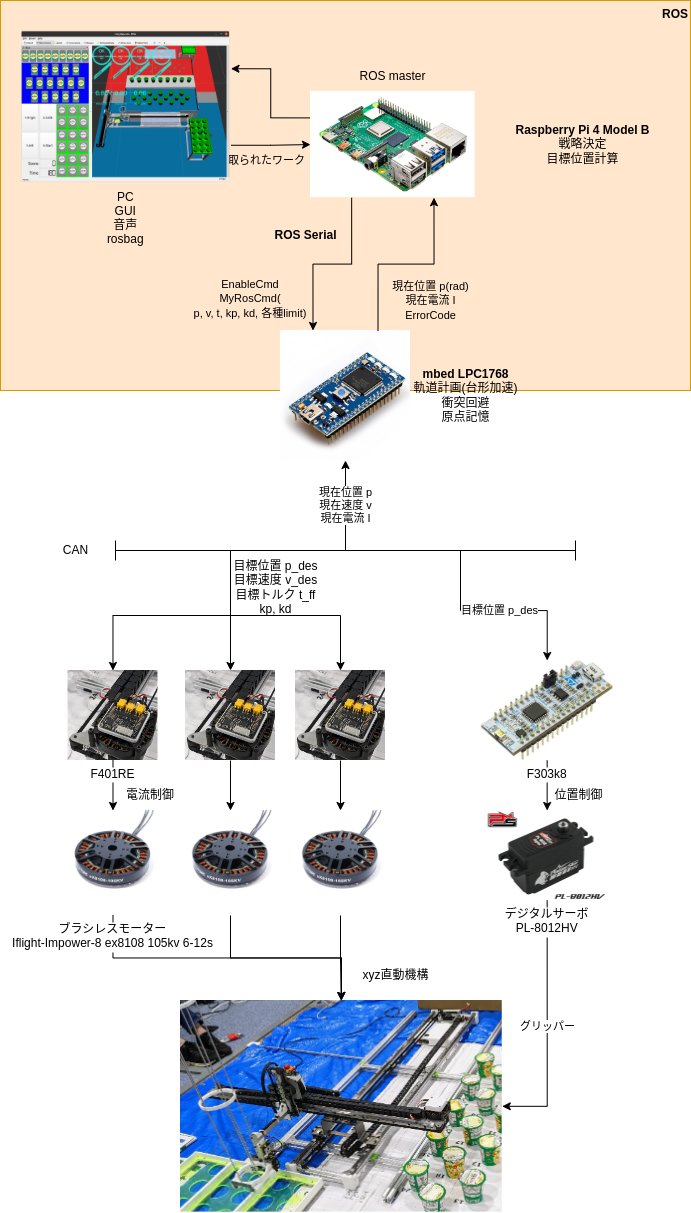 ROS
ROS master
Raspberry Pi 4 Model B
戦略決定
目標位置計算
取られたワーク
PC
GUI
音声
rosbag
ROS Serial
EnableCmd
MyRosCmd(
p, v, t, kp, kd, 各種limit)
現在位置 p(rad)
現在電流 I
ErrorCode
mbed LPC1768
軌道計画(台形加速)
衝突回避
原点記憶
現在位置 p
現在速度 v
現在電流 I
CAN
目標位置 p_des
目標速度 v_des
目標トルク t_ff
kp, kd
目標位置 p_des
F401RE
F303k8
電流制御
位置制御
PL-8012HV
ブラシレスモーター
Iflight-Impower-8 ex8108 105kv 6-12s
デジタルサーボ
PL-8012HV
xyz直動機構
グリッパー